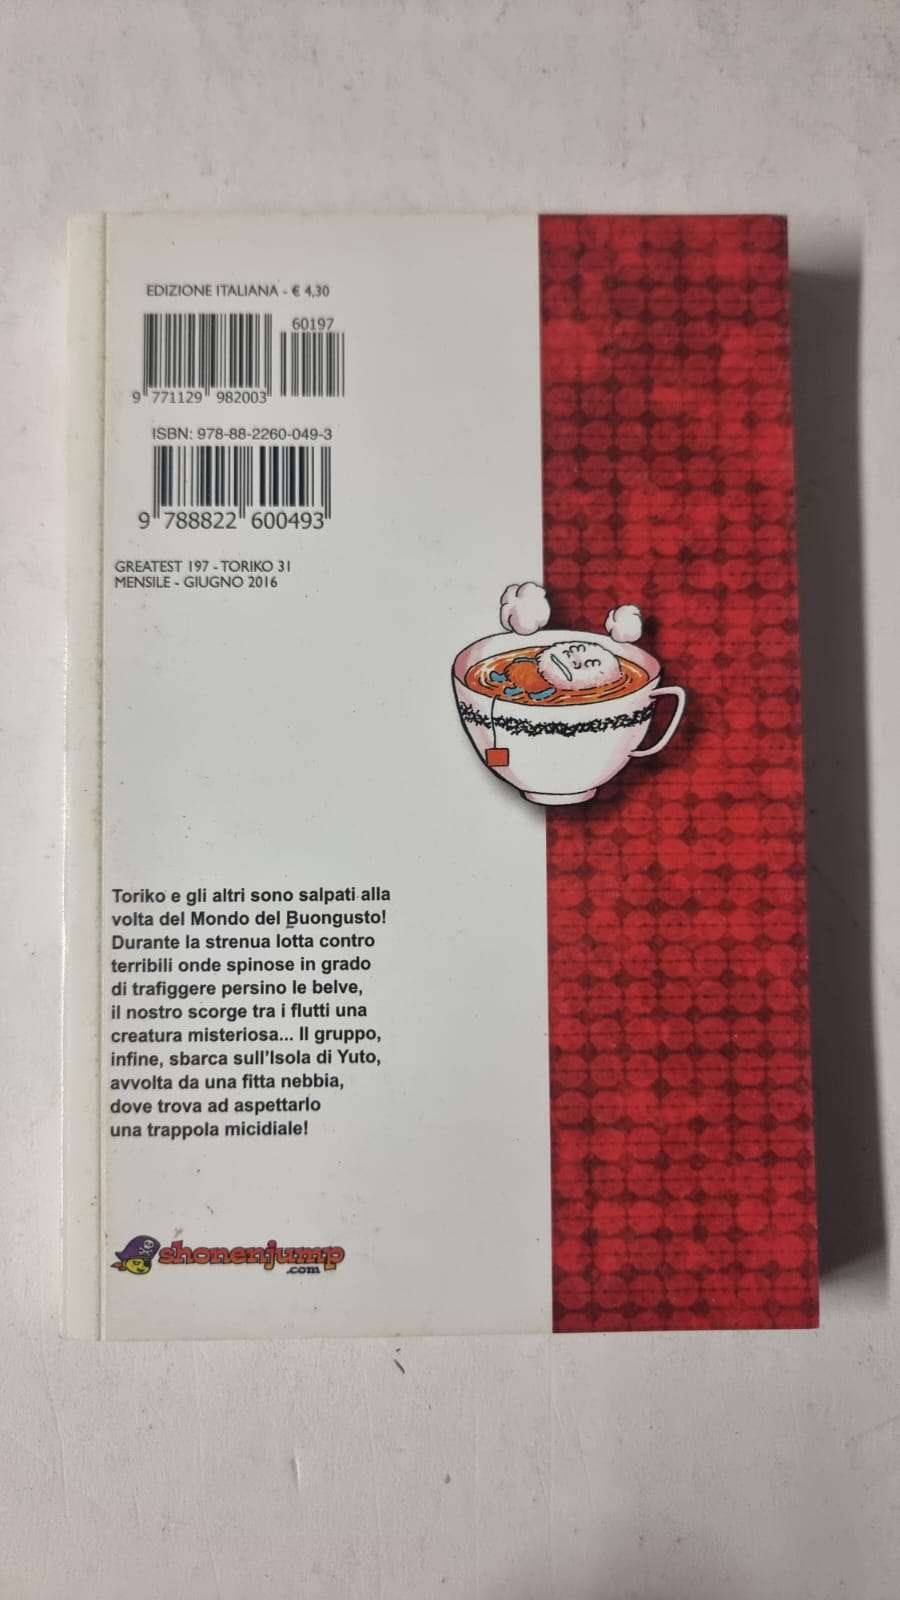 EDIZIONE ITALIANA - € 4,30
60197
9 771129 982003
ISBN: 978-88-2260-049-3
9 788822 600493
GREATEST 197 - TORIKO 31
MENSILE - GIUGNO 2016
Toriko e gli altri sono salpati alla
volta del Mondo del Buongusto!
Durante la strenua lotta contro
terribili onde spinose in grado
di trafiggere persino le belve,
il nostro scorge tra i flutti una
creatura misteriosa... Il gruppo,
infine, sbarca sull'Isola di Yuto,
avvolta da una fitta nebbia,
dove trova ad aspettarlo
una trappola micidiale!
shonenjump
.com